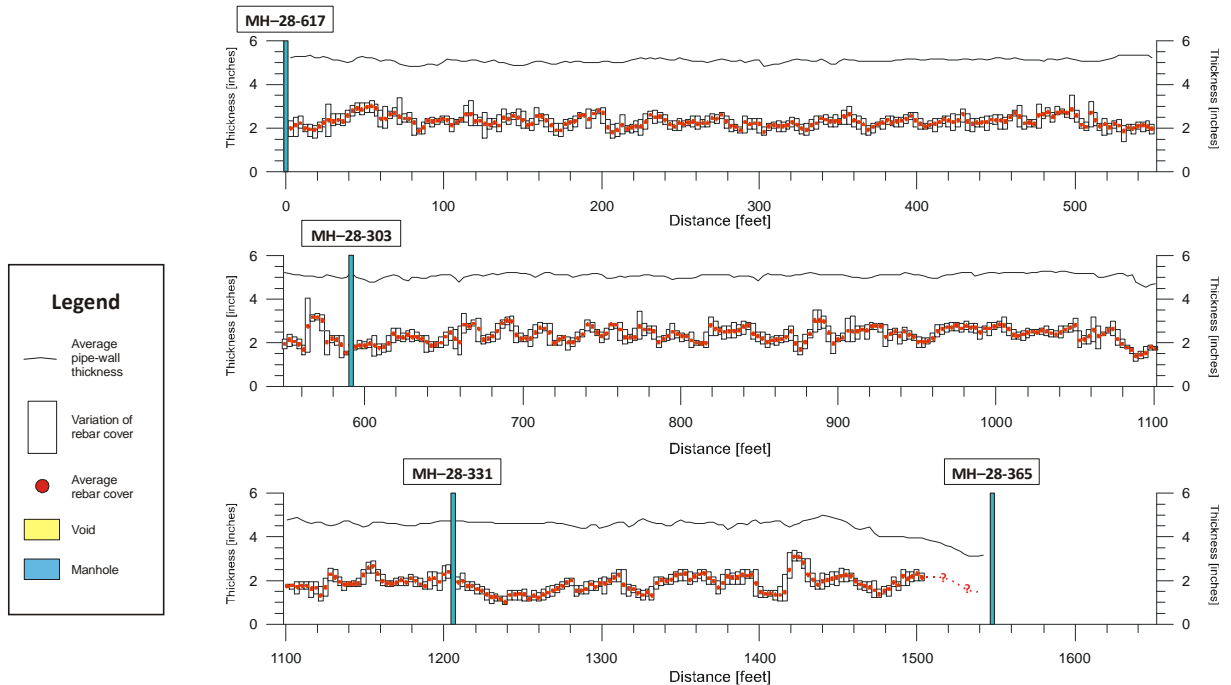 MH–28-617
6
4
2
0
Thickness [inches]
6
4
2
0
Thickness [inches]
0
100
200
300
400
500
Distance [feet]
MH–28-303
6
4
2
0
Thickness [inches]
6
4
2
0
Thickness [inches]
600
700
800
900
1000
1100
Distance [feet]
MH–28-331
MH–28-365
6
4
2
0
Thickness [inches]
?
?
6
4
2
0
Thickness [inches]
1100
1200
1300
1400
1500
1600
Distance [feet]
Legend
Average
pipe-wall
thickness
Variation of
rebar cover
Average
rebar cover
Void
Manhole